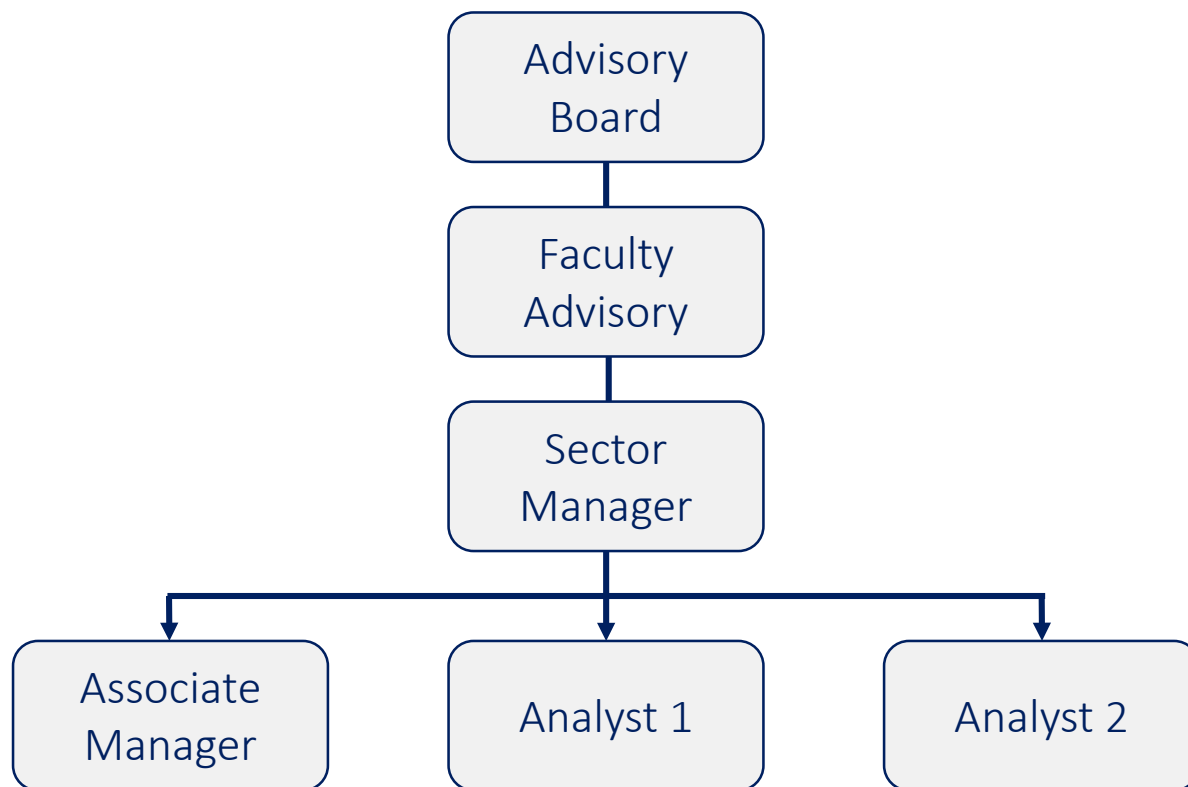 Advisory
Board
Faculty
Advisory
Sector
Manager
Associate
Manager
Analyst 1
Analyst 2